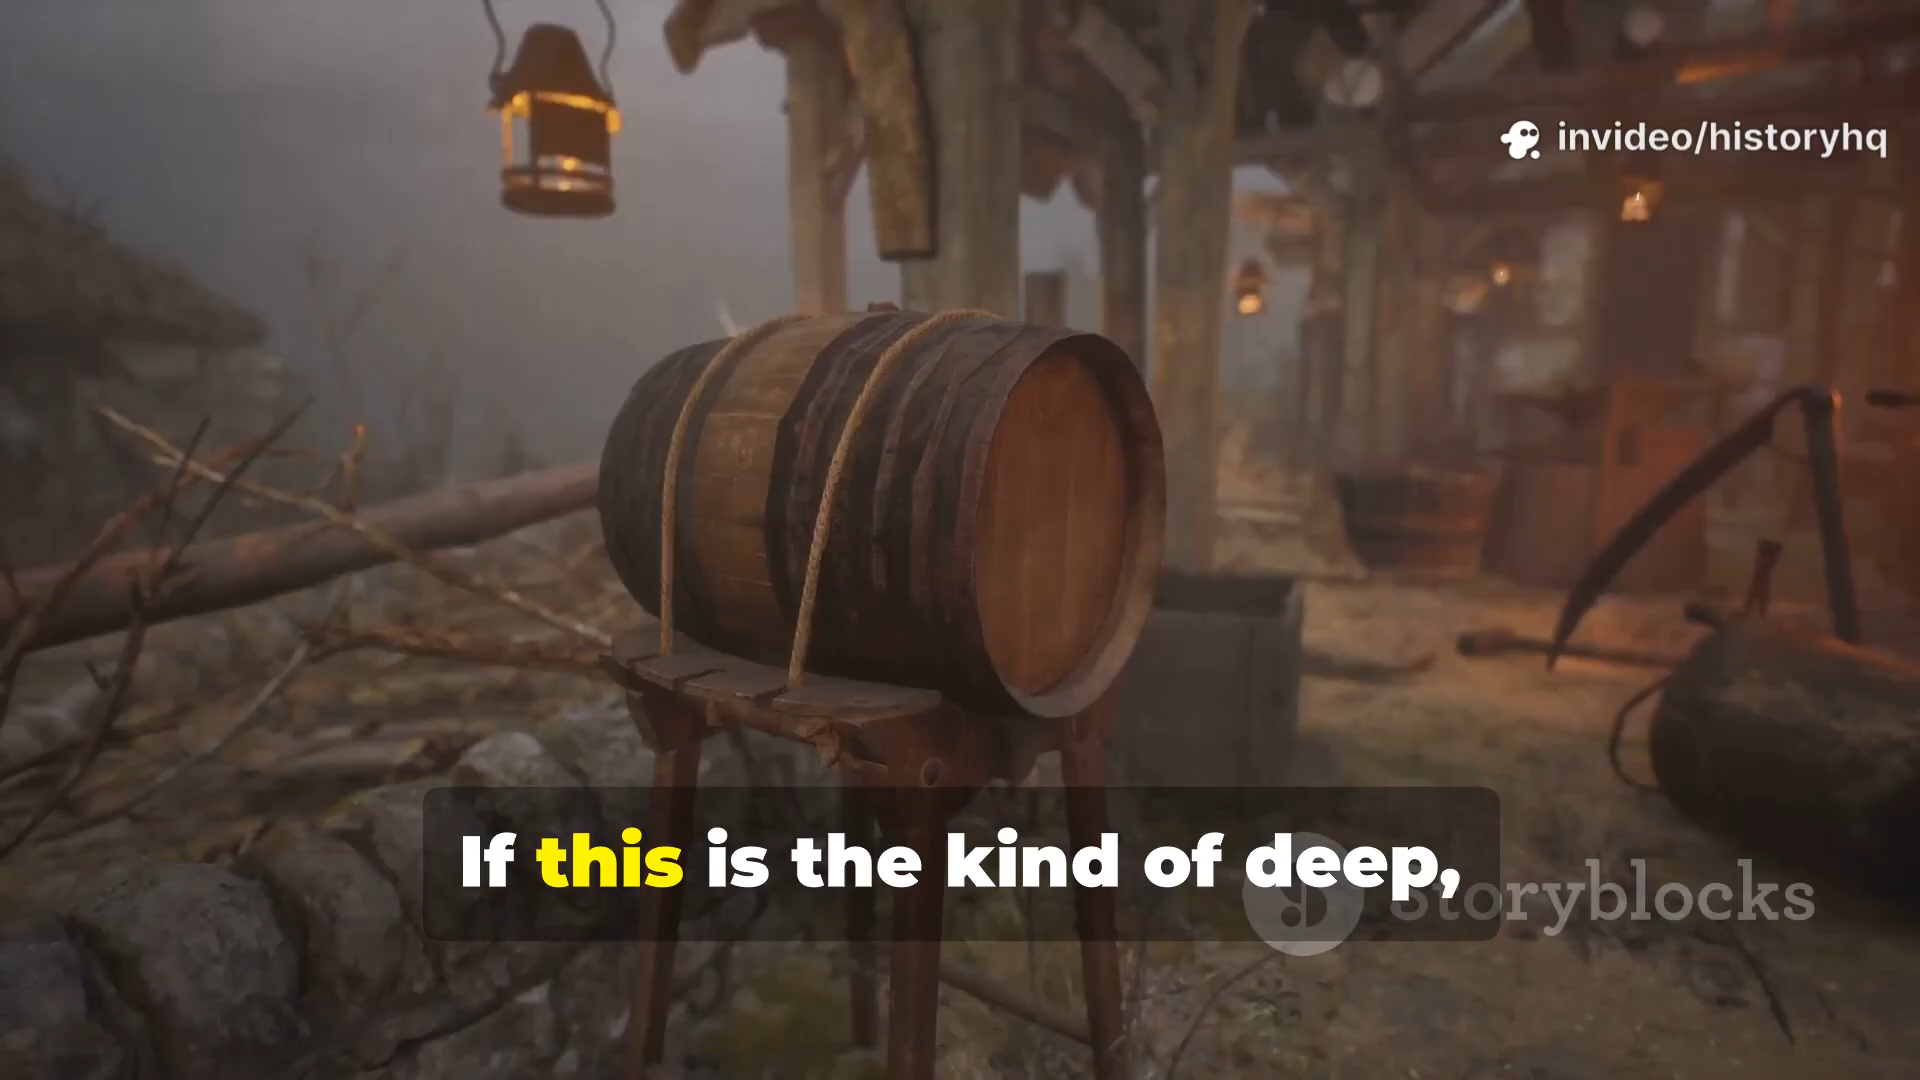 invideo/historyhq
If this is the kind of deep,
Storyblocks